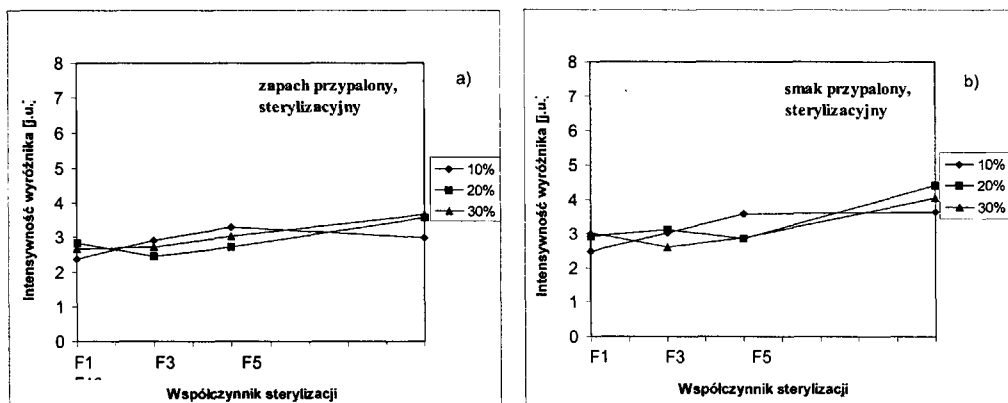 a)
zapach przypalony,
sterylizacyjny
Intensywność wyróżnika [j.u.]
8
7
6
5
4
3
2
1
0
F1 F3 F5
Współczynnik sterylizacji
10%
20%
30%
b)
smak przypalony,
sterylizacyjny
Intensywność wyróżnika [j.u.]
8
7
6
5
4
3
2
1
0
F1 F3 F5
Współczynnik sterylizacji
10%
20%
30%